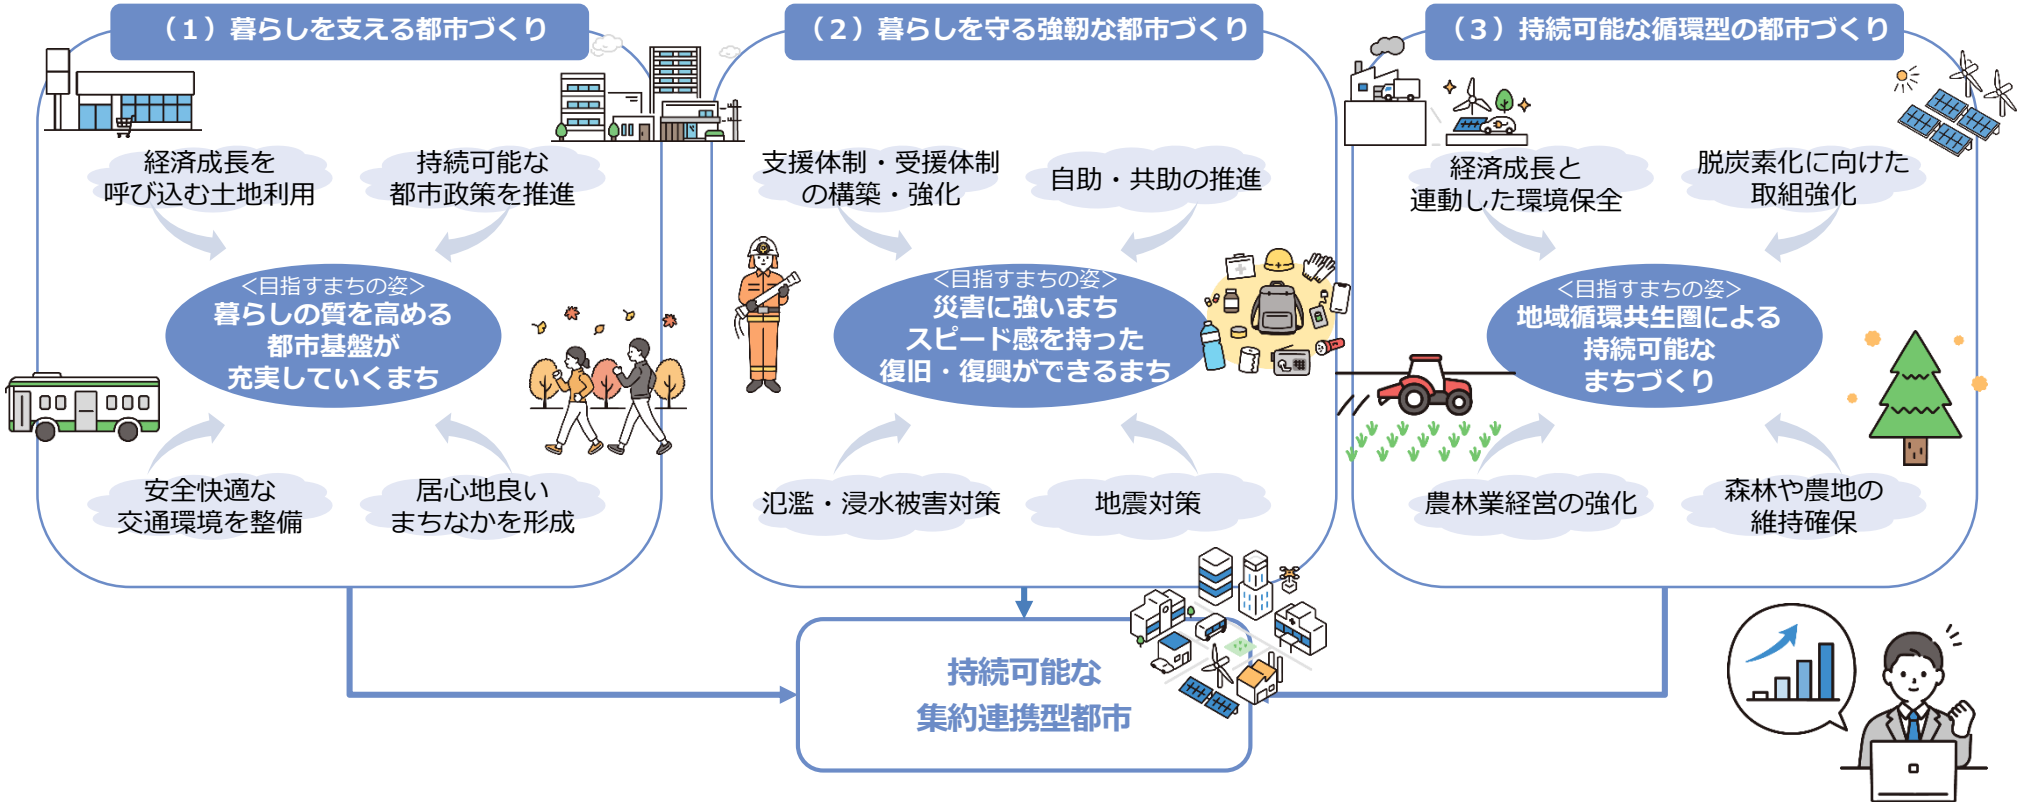 （１）暮らしを支える都市づくり
経済成長を
呼び込む土地利用
持続可能な
都市政策を推進
＜目指すまちの姿＞
暮らしの質を高める
都市基盤が
充実していくまち
安全快適な
交通環境を整備
居心地良い
まちなかを形成
（２）暮らしを守る強靭な都市づくり
支援体制・受援体制
の構築・強化
自助・共助の推進
＜目指すまちの姿＞
災害に強いまち
スピード感を持った
復旧・復興ができるまち
氾濫・浸水被害対策
地震対策
（３）持続可能な循環型の都市づくり
経済成長と
連動した環境保全
脱炭素化に向けた
取組強化
＜目指すまちの姿＞
地域循環共生圏による
持続可能な
まちづくり
農林業経営の強化
森林や農地の
維持確保
持続可能な
集約連携型都市